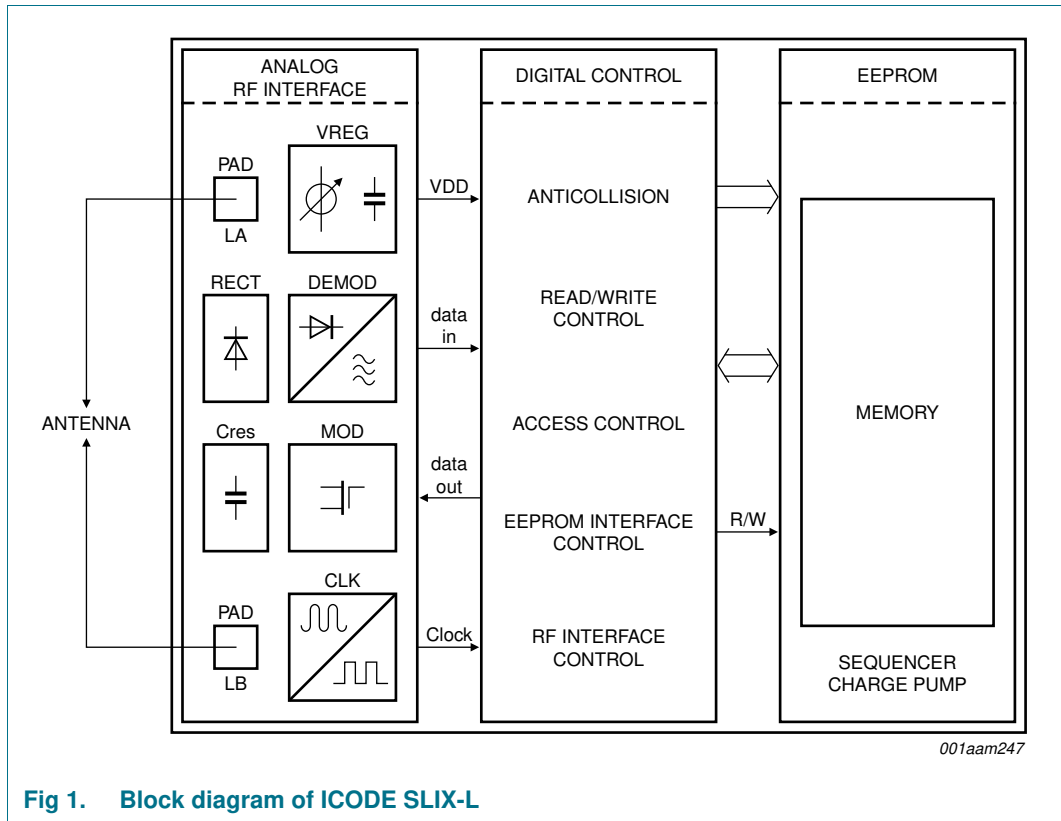 ANALOG
RF INTERFACE
DIGITAL CONTROL
EEPROM
VREG
PAD
LA
VDD
ANTICOLLISION
RECT
DEMOD
data
in
READ/WRITE
CONTROL
ANTENNA
MEMORY
Cres
MOD
data
out
ACCESS CONTROL
EEPROM INTERFACE
CONTROL
R/W
CLK
PAD
LB
Clock
RF INTERFACE
CONTROL
SEQUENCER
CHARGE PUMP
001aam247
Fig 1. Block diagram of ICODE SLIX-L